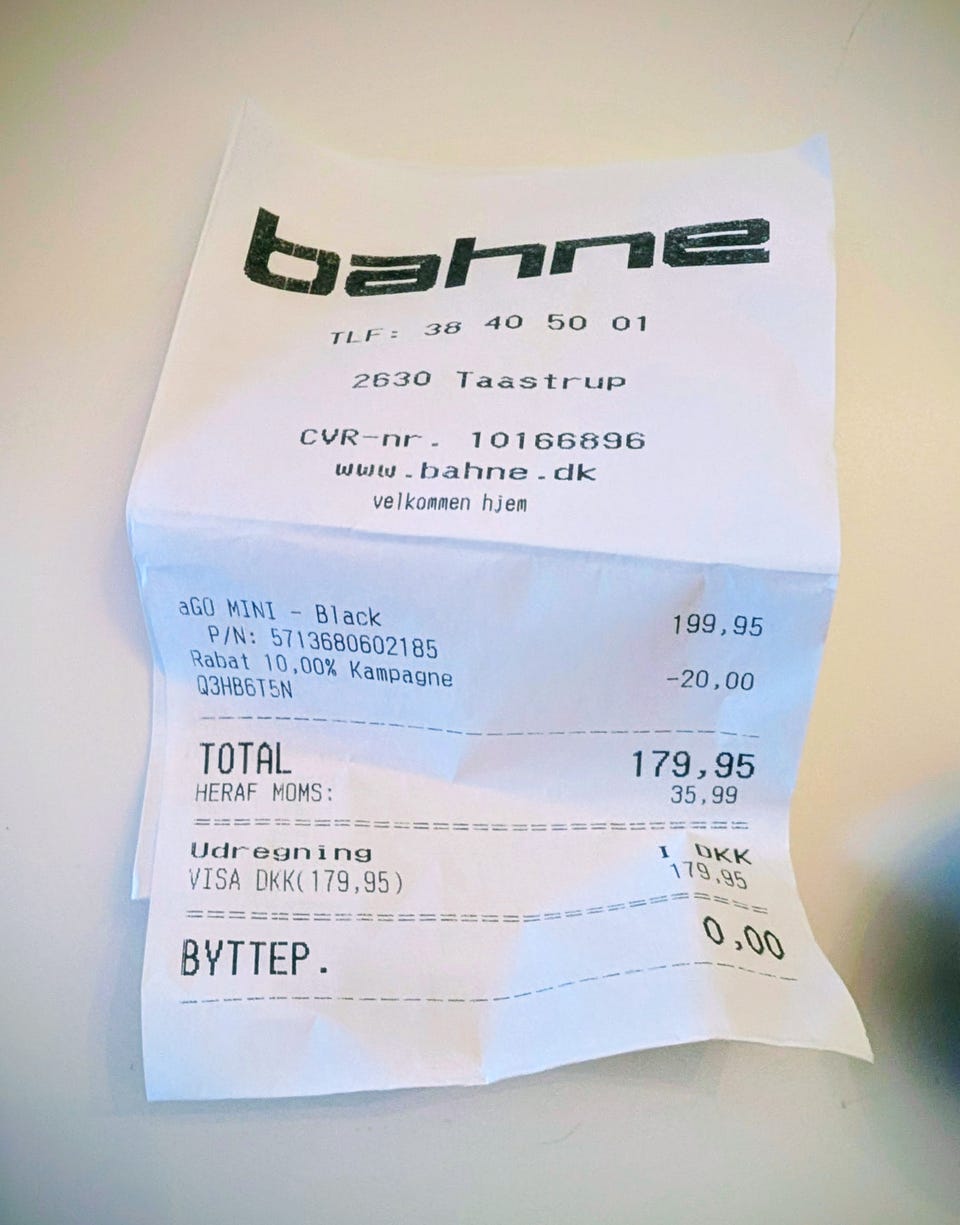 bahne
TLF: 38 40 50 01
2630 Taastrup
CVR-nr. 10166896
www.bahne.dk
velkommen hjem
aGO MINI - Black 199,95
P/N: 5713680602185
Rabat 10,00% Kampagne -20,00
Q3HB6T5N
TOTAL 179,95
HERAF MOMS: 35,99
Udregning I DKK
VISA DKK(179,95) 179,95
BYTTEP. 0,00